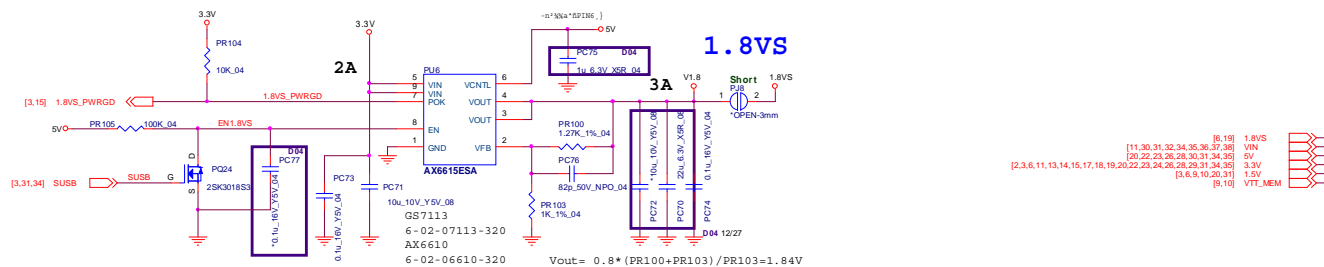 3.3V
3.3V
-n²¾¾a*ñPIN6,}
5V
1.8VS
PR104
10K_04
2A
PU6
D04
PC75
1u_6.3V_X5R_04
3A
V1.8
Short
PJ8
1.8VS
1
2
*OPEN-3mm
5 VIN
9 VIN
7 POK
VCNTL 6
VOUT 4
VOUT 3
8 EN
1 GND
VFB 2
AX6615ESA
[3,15] 1.8VS_PWRGD
1.8VS_PWRGD
5V
PR105
100K_04
EN1.8VS
PR100
1.27K_1%_04
PC76
82p_50V_NPO_04
PR103
1K_1%_04
D
G
S
PQ24
2SK3018S3
[3,31,34] SUSB
SUSB
D04
PC77
*0.1u_16V_Y5V_04
PC73
0.1u_16V_Y5V_04
PC71
10u_10V_Y5V_08
*10u_10V_Y5V_08
22u_6.3V_X5R_08
0.1u_16V_Y5V_04
PC72
PC70
PC74
D04 12/27
GS7113
6-02-07113-320
AX6610
6-02-06610-320
Vout= 0.8*(PR100+PR103)/PR103=1.84V
[6,19] 1.8VS
[11,30,31,32,34,35,36,37,38] VIN
[20,22,23,26,28,30,31,34,35] 5V
[2,3,6,11,13,14,15,17,18,19,20,22,23,24,26,28,29,31,34,35] 3.3V
[3,6,9,10,20,31] 1.5V
[9,10] VTT_MEM